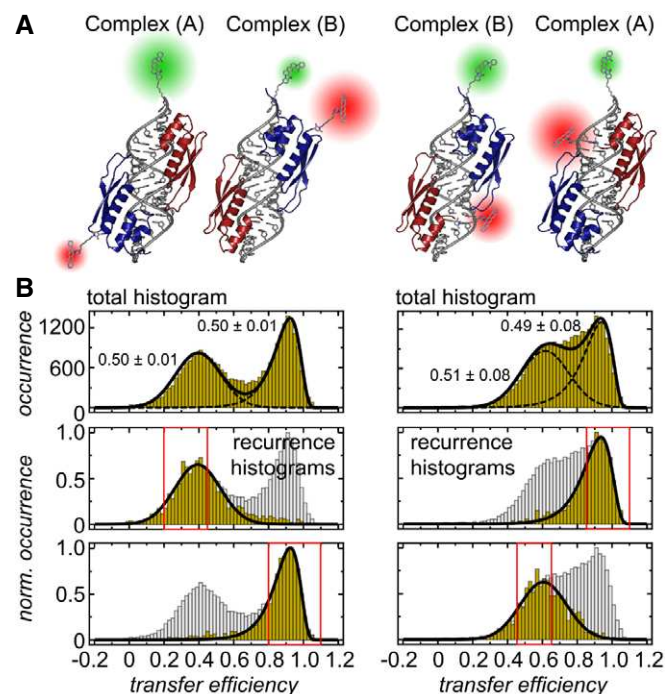 A
Complex (A) Complex (B) Complex (B) Complex (A)
B
total histogram total histogram
occurrence
1200
600
0
0.50 ± 0.01
0.50 ± 0.01
0.49 ± 0.08
0.51 ± 0.08
norm. occurrence
1.0
0.5
0
recurrence
histograms
recurrence
histograms
1.0
0.5
0
-0.2 0 0.2 0.4 0.6 0.8 1.0 1.2 -0.2 0 0.2 0.4 0.6 0.8 1.0 1.2
transfer efficiency transfer efficiency